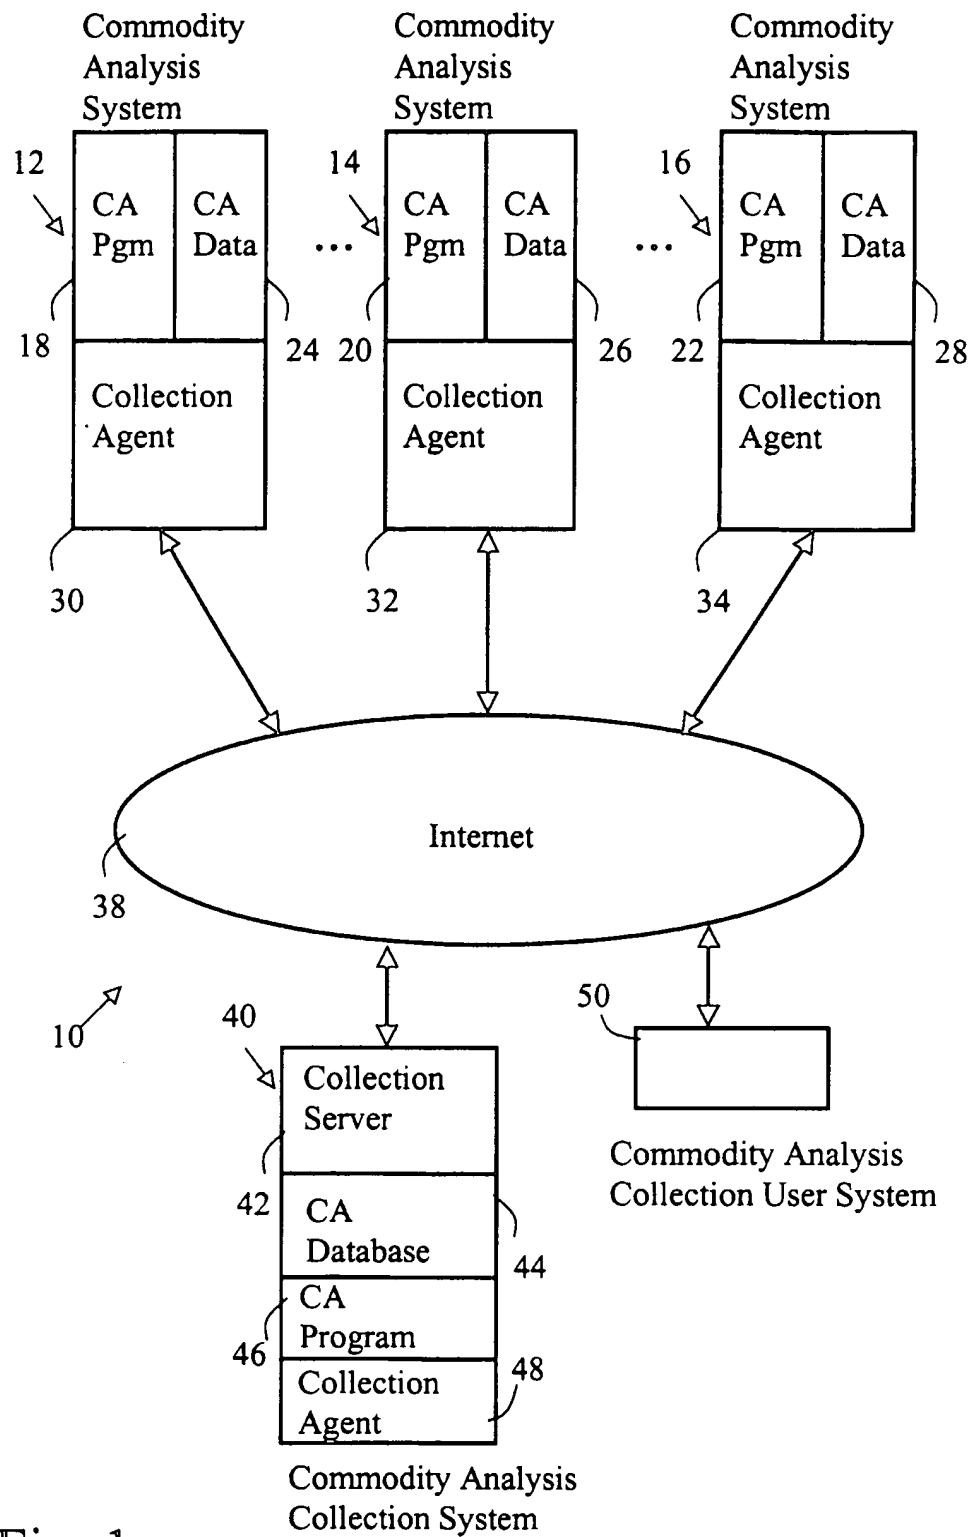 Commodity
Analysis
System
Commodity
Analysis
System
Commodity
Analysis
System
12
CA
Pgm
CA
Data
18
24
Collection
Agent
30
...
14
CA
Pgm
CA
Data
20
26
Collection
Agent
32
...
16
CA
Pgm
CA
Data
22
28
Collection
Agent
34
Internet
38
10
40
Collection
Server
42
CA
Database
44
CA
Program
46
Collection
Agent
48
Commodity Analysis
Collection System
50
Commodity Analysis
Collection User System